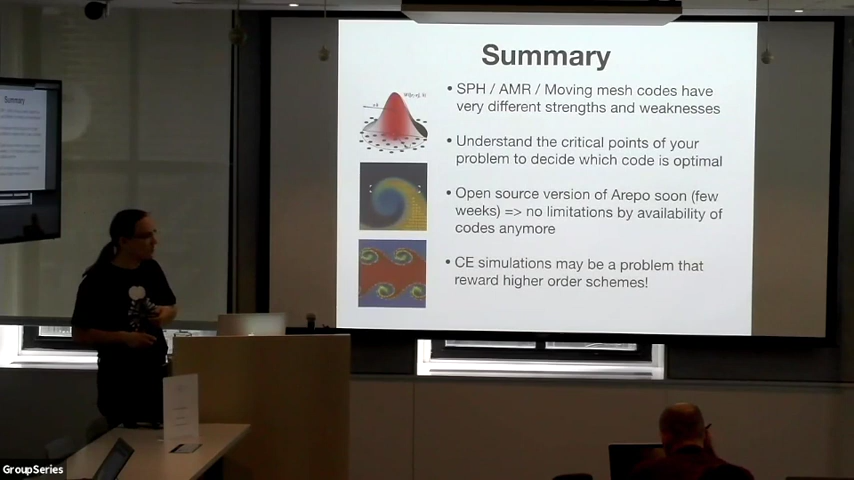 Summary
• SPH / AMR / Moving mesh codes have
very different strengths and weaknesses
• Understand the critical points of your
problem to decide which code is optimal
• Open source version of Arepo soon (few
weeks) => no limitations by availability of
codes anymore
• CE simulations may be a problem that
reward higher order schemes!
Summary
GroupSeries